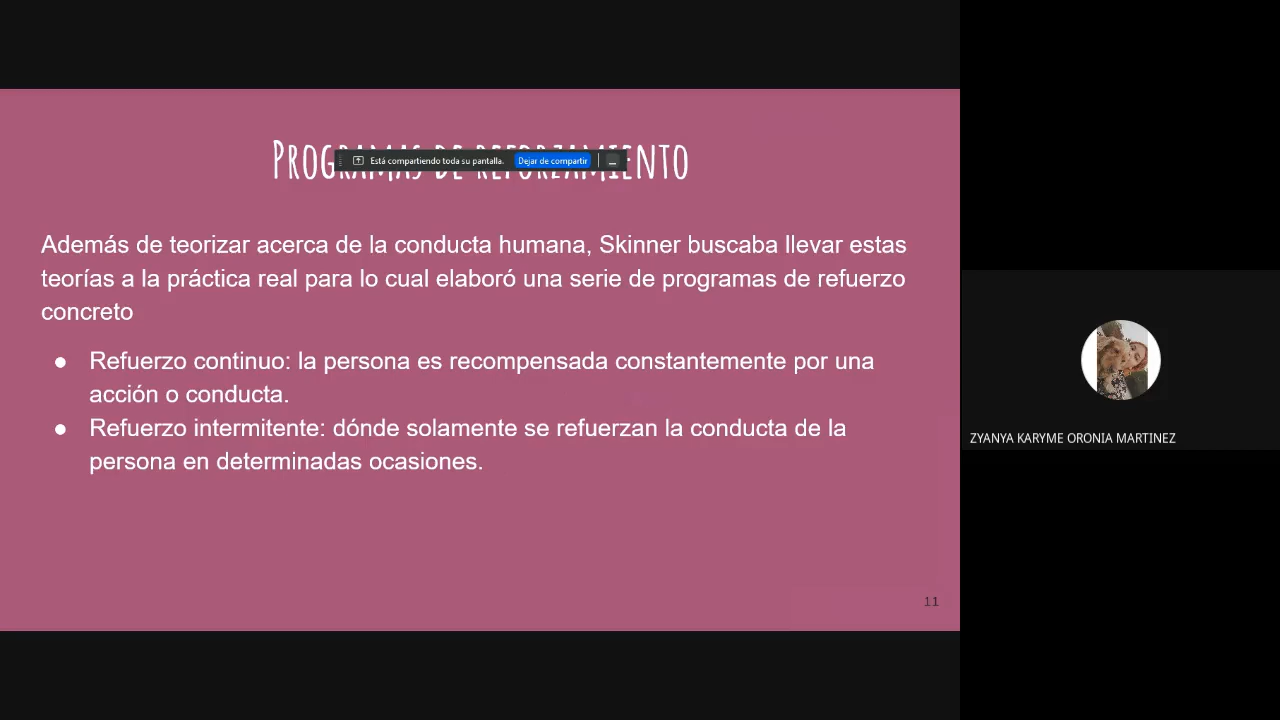 PROGRAMAS DE REFORZAMIENTO
Está compartiendo toda su pantalla. Dejar de compartir
Además de teorizar acerca de la conducta humana, Skinner buscaba llevar estas
teorías a la práctica real para lo cual elaboró una serie de programas de refuerzo
concreto
● Refuerzo continuo: la persona es recompensada constantemente por una
acción o conducta.
● Refuerzo intermitente: dónde solamente se refuerzan la conducta de la
persona en determinadas ocasiones.
11
ZYANYA KARYME ORONIA MARTINEZ